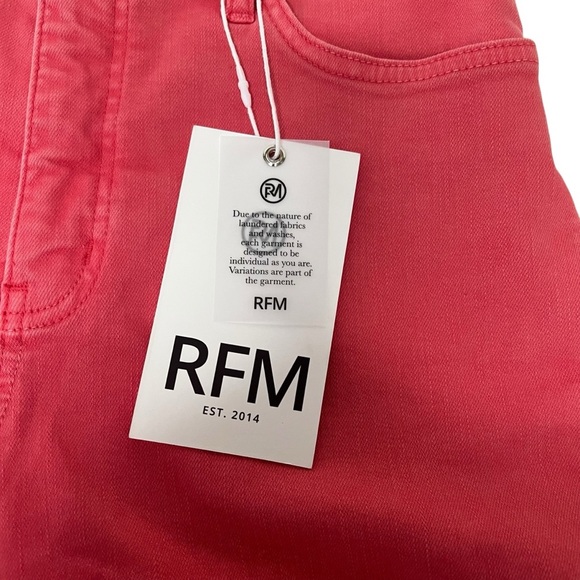 RM
Due to the nature of
laundered fabrics
and washes,
each garment is
designed to be
individual as you are.
Variations are part of
the garment.
RFM
RFM
EST. 2014